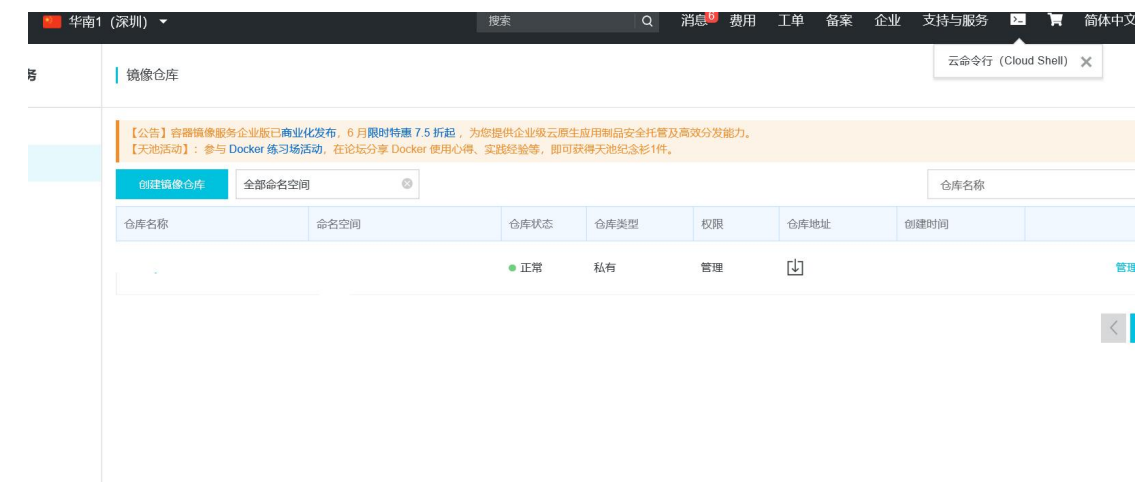 华南1 (深圳)
搜索
消息 6 费用 工单 备案 企业 支持与服务 简体中文
云命令行 (Cloud Shell)
务
镜像仓库
【公告】容器镜像服务企业版已商业化发布，6 月限时特惠 7.5 折起 ，为您提供企业级云原生应用制品安全托管及高效分发能力。
【天池活动】：参与 Docker 练习场活动，在论坛分享 Docker 使用心得、实践经验等，即可获得天池纪念衫1件。
创建镜像仓库 全部命名空间 仓库名称
仓库名称 命名空间 仓库状态 仓库类型 权限 仓库地址 创建时间
正常 私有 管理 管理